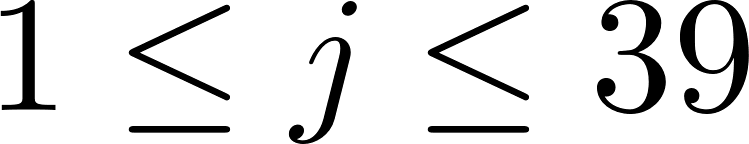 1 ≤ j ≤ 39